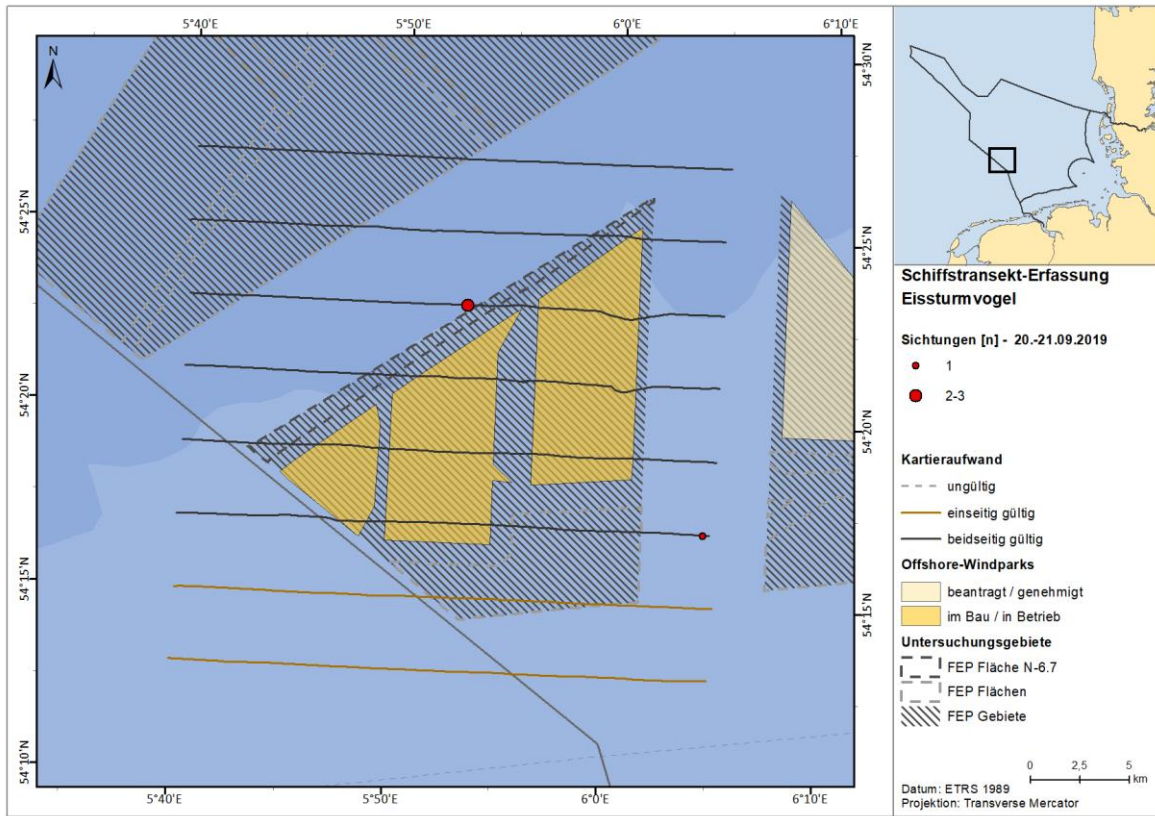 5°40'E 5°50'E 6°0'E 6°10'E
N
54°30'N
54°25'N
54°25'N
54°20'N
54°20'N
54°15'N
54°15'N
54°10'N
5°40'E 5°50'E 6°0'E 6°10'E
Schiffstransekt-Erfassung
Eissturmvogel
Sichtungen [n] - 20.-21.09.2019
1
2-3
Kartieraufwand
ungültig
einseitig gültig
beidseitig gültig
Offshore-Windparks
beantragt / genehmigt
im Bau / in Betrieb
Untersuchungsgebiete
FEP Fläche N-6.7
FEP Flächen
FEP Gebiete
0 2,5 5
km
Datum: ETRS 1989
Projektion: Transverse Mercator